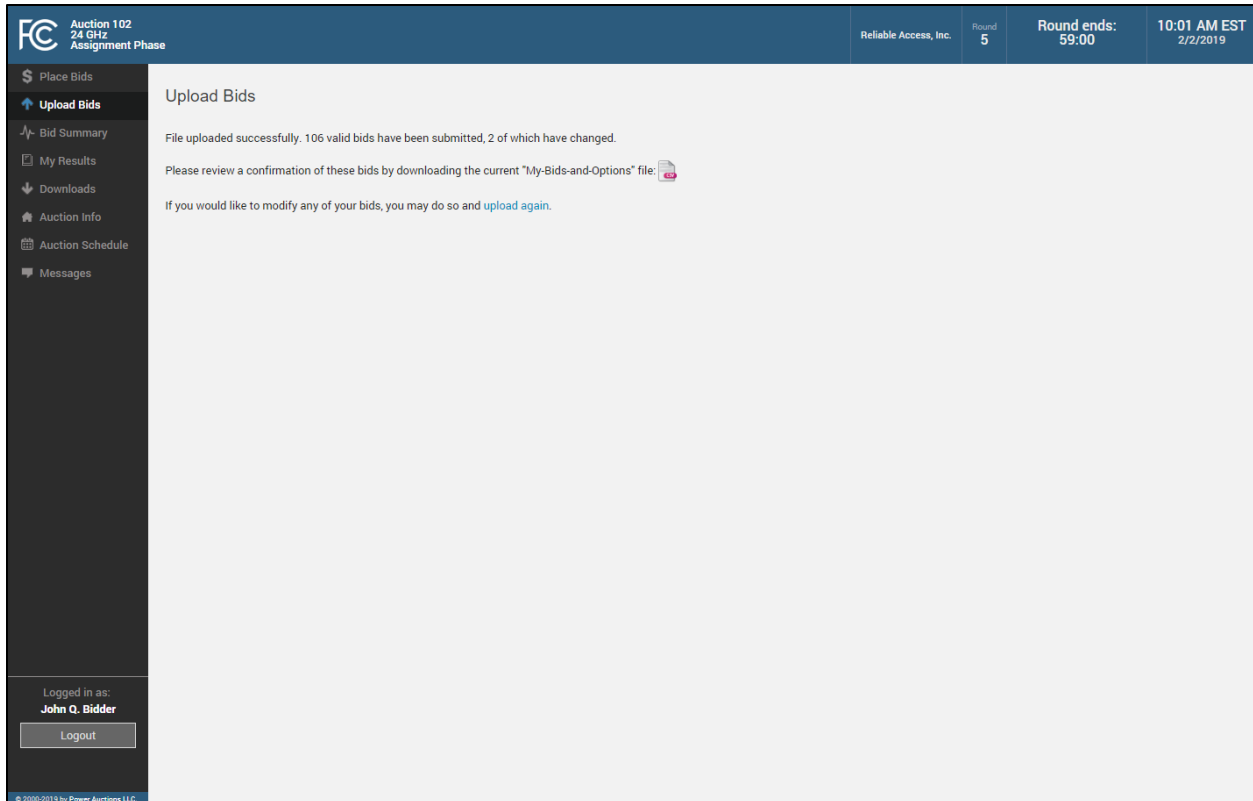 FCC
Auction 102
24 GHz
Assignment Phase
Reliable Access, Inc.
Round
5
Round ends:
59:00
10:01 AM EST
2/2/2019
Place Bids
Upload Bids
Bid Summary
My Results
Downloads
Auction Info
Auction Schedule
Messages
Upload Bids
File uploaded successfully. 106 valid bids have been submitted, 2 of which have changed.
Please review a confirmation of these bids by downloading the current "My-Bids-and-Options" file:
If you would like to modify any of your bids, you may do so and upload again.
Logged in as:
John Q. Bidder
Logout
© 2000-2019 by Power Auctions LLC.